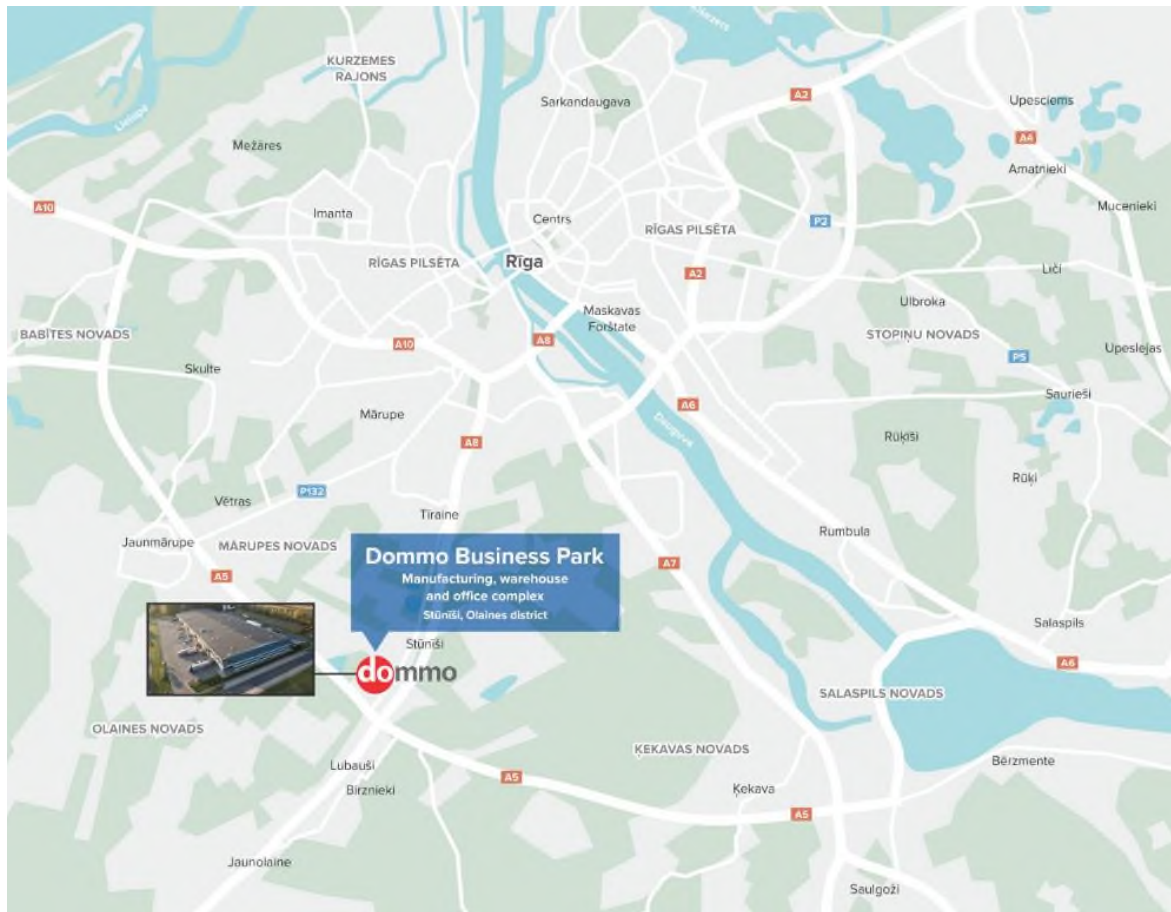 Ķīšezers
KURZEMES
RAJONS
A2
Sarkandaugava
Upesciems
Lielupe
A4
Mežāres
Amatnieki
A10
Imanta
Centrs
P2
Mucenieki
RĪGAS PILSĒTA
RĪGAS PILSĒTA
Rīga
A2
Liči
Ulbroka
Maskavas
Forštate
BABĪTES NOVADS
A10
A8
STOPIŅU NOVADS
Upeslejas
P5
Skulte
Saurieši
A6
Mārupe
Daugava
A8
Rūķīši
Rūķi
P132
Vētras
Tīraine
Rumbula
Jaunmārupe
MĀRUPES NOVADS
A5
A7
Dommo Business Park
Manufacturing, warehouse
and office complex
Stūnīši, Olaines district
Salaspils
Stūnīši
dommo
A6
SALASPILS NOVADS
OLAINES NOVADS
ĶEKAVAS NOVADS
Lubauši
Birznieki
A5
Ķekava
Bērzmente
A5
Jaunolaine
Saulgoži